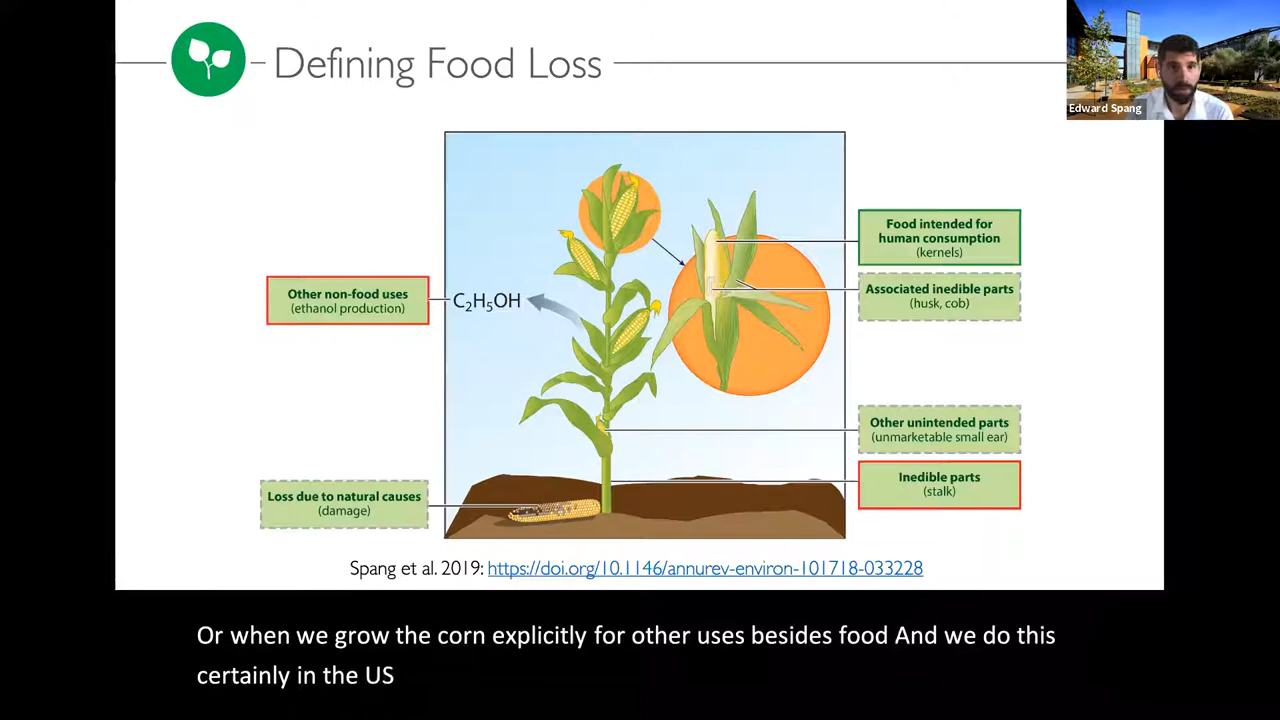 Defining Food Loss
Edward Spang
Food intended for
human consumption
(kernels)
Associated inedible parts
(husk, cob)
Other non-food uses
(ethanol production)
C₂H₅OH
Other unintended parts
(unmarketable small ear)
Inedible parts
(stalk)
Loss due to natural causes
(damage)
Spang et al. 2019: https://doi.org/10.1146/annurev-environ-101718-033228
Or when we grow the corn explicitly for other uses besides food And we do this
certainly in the US